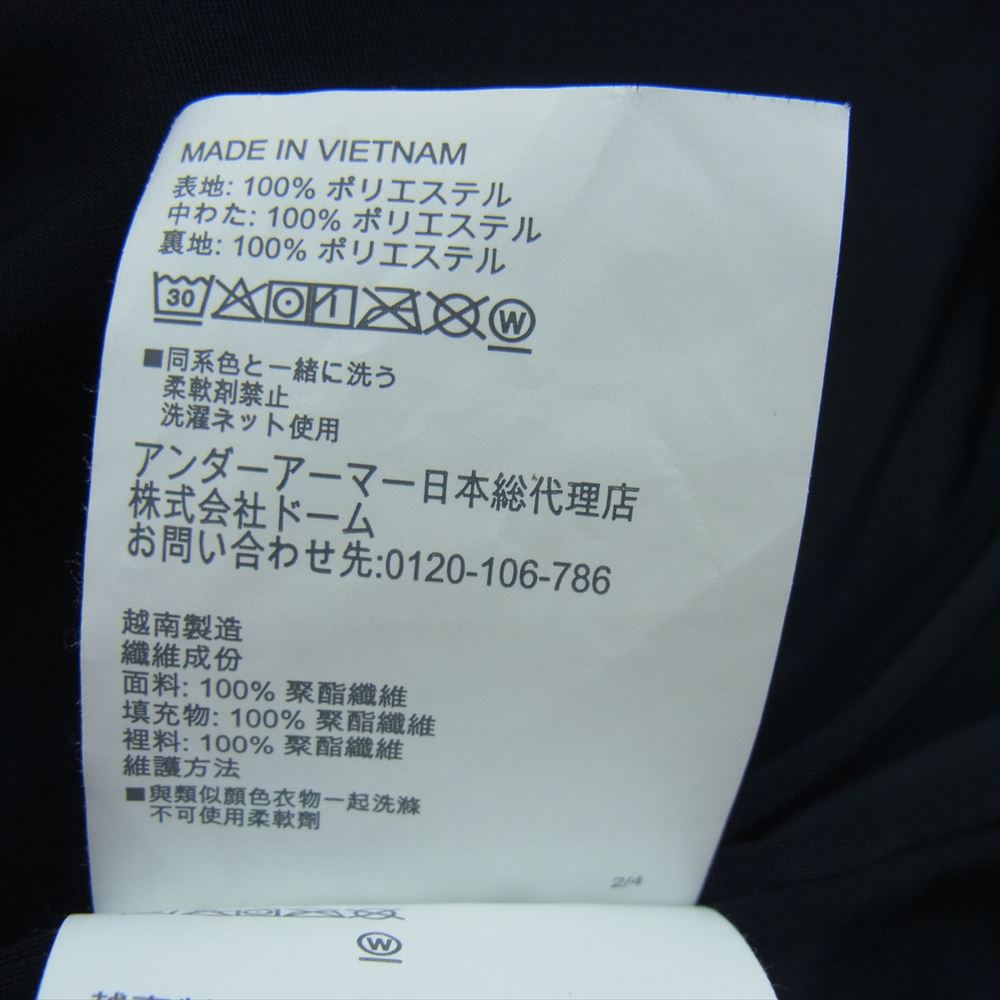 MADE IN VIETNAM
表地: 100% ポリエステル
中わた: 100% ポリエステル
裏地: 100% ポリエステル
30 W
■同系色と一緒に洗う
柔軟剤禁止
洗濯ネット使用
アンダーアーマー日本総代理店
株式会社ドーム
お問い合わせ先:0120-106-786
越南製造
纖維成份
面料: 100% 聚酯纖維
填充物: 100% 聚酯纖維
裡料: 100% 聚酯纖維
維護方法
■與類似顏色衣物一起洗滌
不可使用柔軟劑
2/4
W